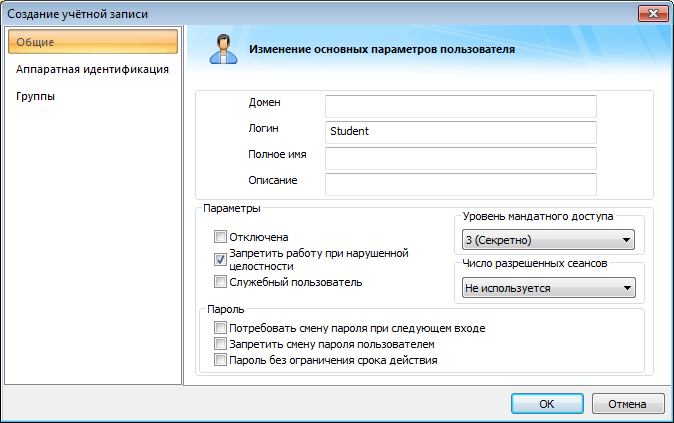 Создание учётной записи
Общие
Аппаратная идентификация
Группы
Изменение основных параметров пользователя
Домен
Логин
Student
Полное имя
Описание
Параметры
Отключена
Запретить работу при нарушенной
целостности
Служебный пользователь
Уровень мандатного доступа
3 (Секретно)
Число разрешенных сеансов
Не используется
Пароль
Потребовать смену пароля при следующем входе
Запретить смену пароля пользователем
Пароль без ограничения срока действия
OK
Отмена